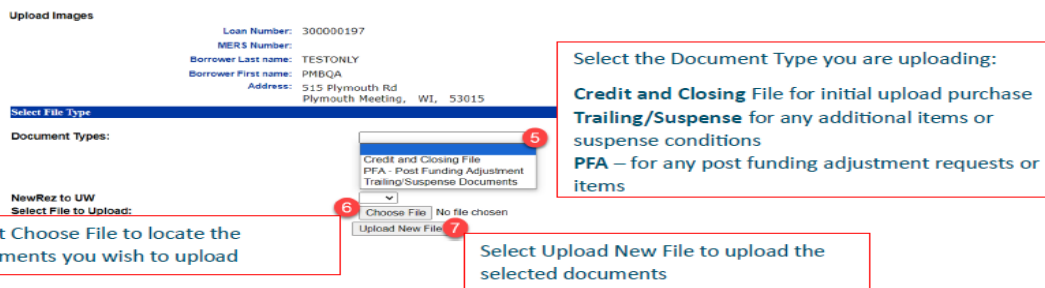 Upload Images
Loan Number: 300000197
MERS Number:
Borrower Last name: TESTONLY
Borrower First name: PMBQA
Address: 515 Plymouth Rd
Plymouth Meeting, WI, 53015
Select File Type
Document Types:
5
Credit and Closing File
PFA - Post Funding Adjustment
Trailing/Suspense Documents
NewRez to UW
Select File to Upload:
6
Choose File No file chosen
Upload New File
7
Select the Document Type you are uploading:
Credit and Closing File for initial upload purchase
Trailing/Suspense for any additional items or
suspense conditions
PFA – for any post funding adjustment requests or
items
t Choose File to locate the
ments you wish to upload
Select Upload New File to upload the
selected documents